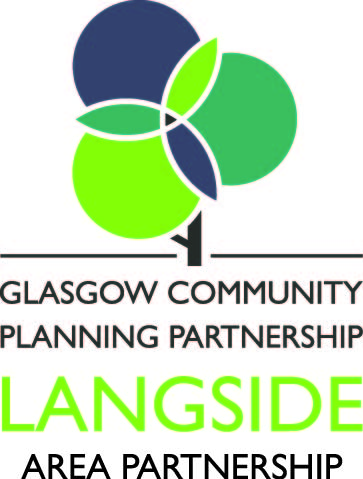 GLASGOW COMMUNITY
PLANNING PARTNERSHIP
LANGSIDE
AREA PARTNERSHIP